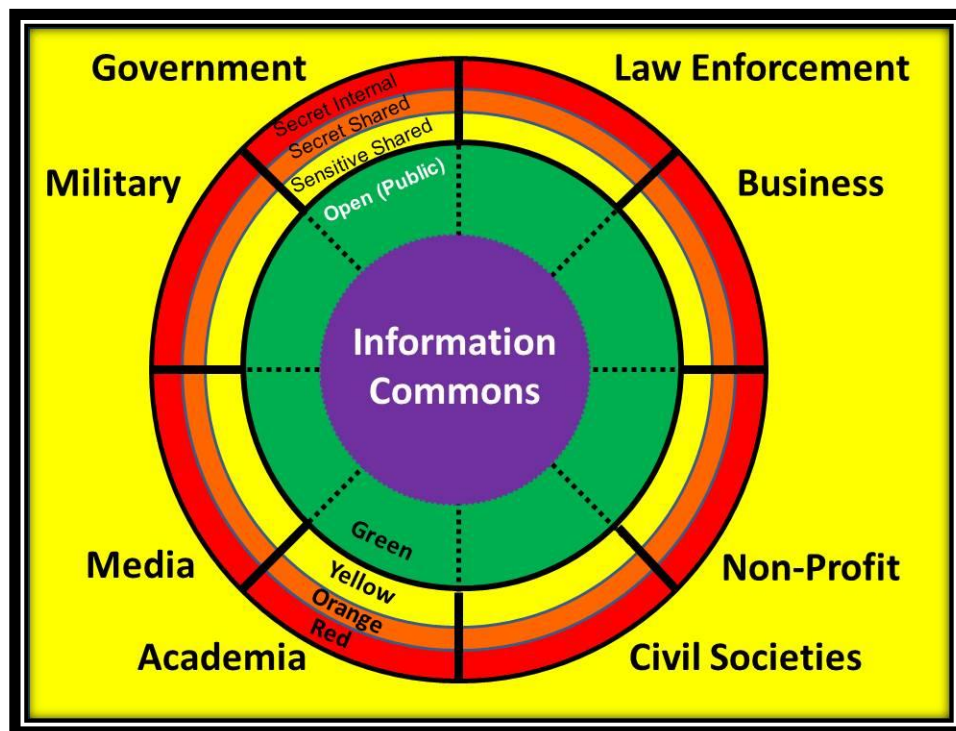 Government
Law Enforcement
Secret Internal
Secret Shared
Sensitive Shared
Open (Public)
Military
Business
Information
Commons
Green
Yellow
Orange
Red
Media
Non-Profit
Academia
Civil Societies